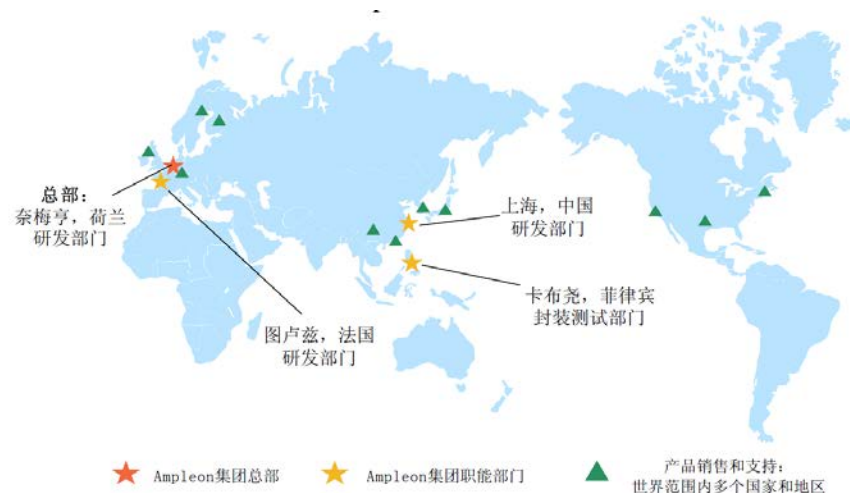 总部：
奈梅亨，荷兰
研发部门
上海，中国
研发部门
卡布尧，菲律宾
封装测试部门
图卢兹，法国
研发部门
Ampleon集团总部
Ampleon集团职能部门
产品销售和支持：
世界范围内多个国家和地区